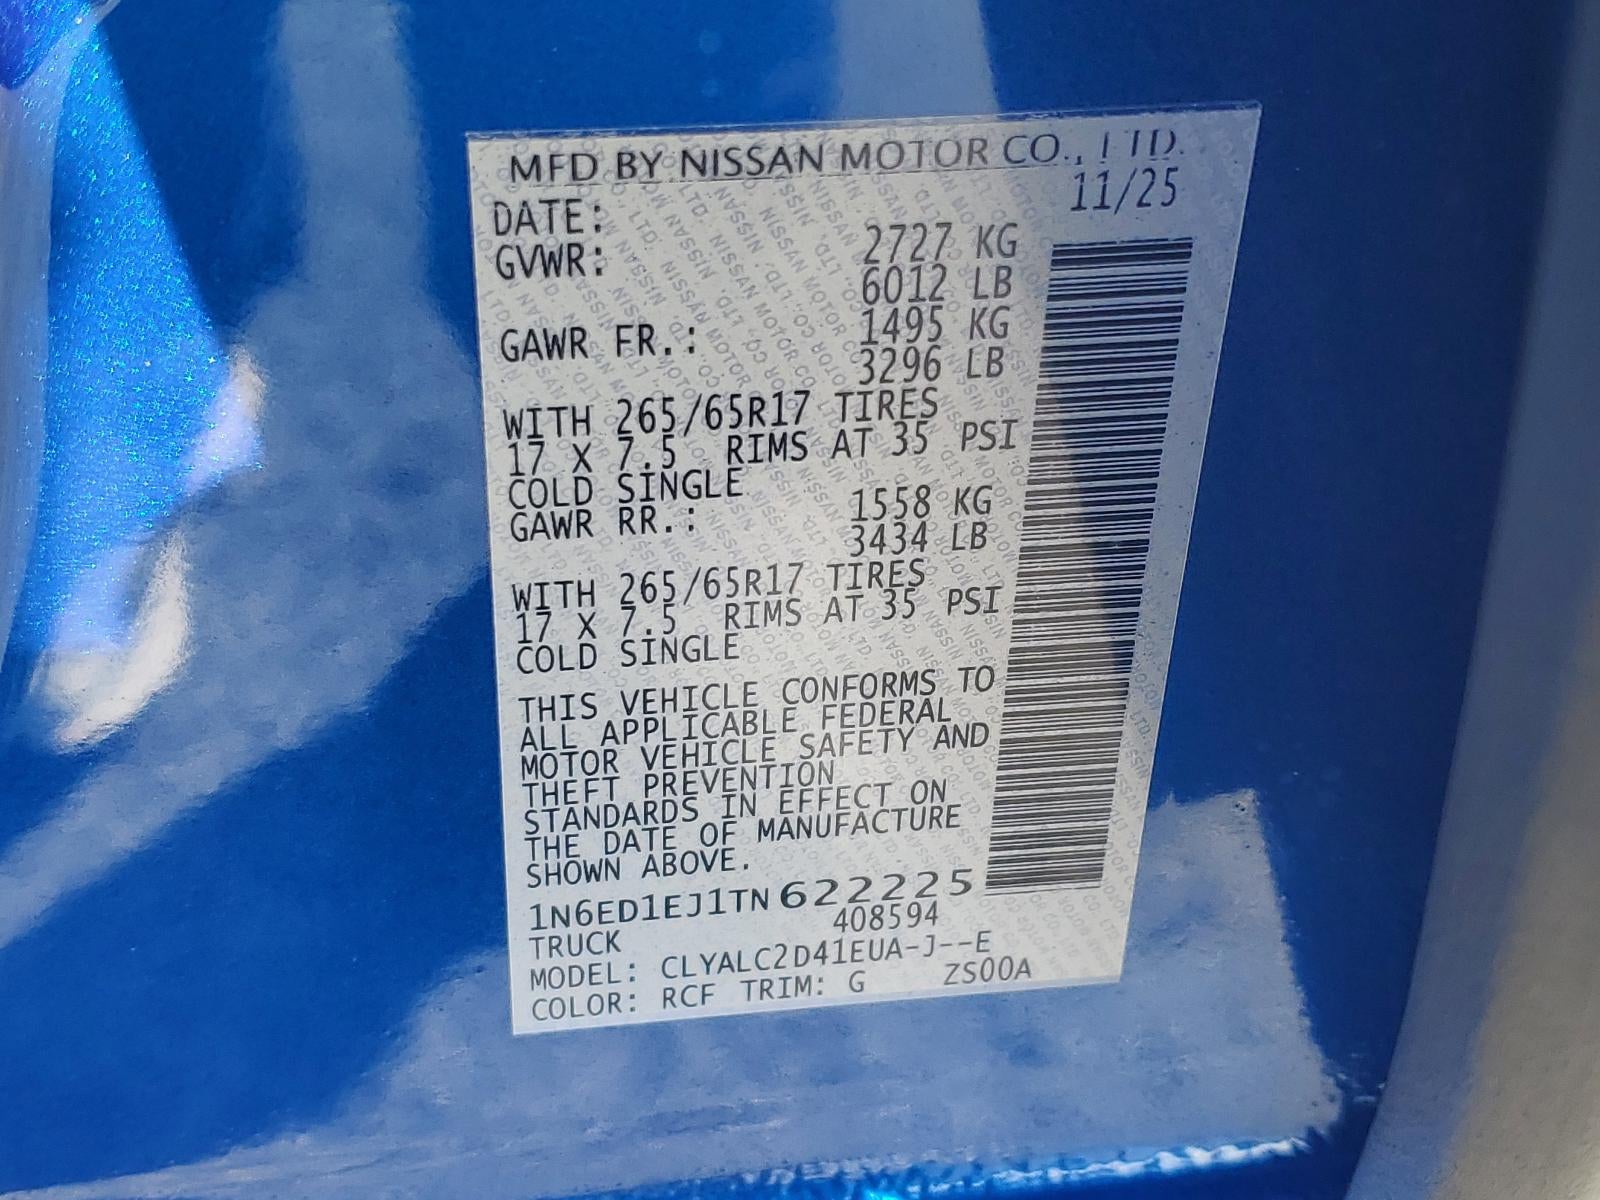 MFD BY NISSAN MOTOR CO., LTD.
DATE: 11/25
GVWR: 2727 KG
6012 LB
GAWR FR.: 1495 KG
3296 LB
WITH 265/65R17 TIRES
17 X 7.5 RIMS AT 35 PSI
COLD SINGLE
GAWR RR.: 1558 KG
3434 LB
WITH 265/65R17 TIRES
17 X 7.5 RIMS AT 35 PSI
COLD SINGLE
THIS VEHICLE CONFORMS TO
ALL APPLICABLE FEDERAL
MOTOR VEHICLE SAFETY AND
THEFT PREVENTION
STANDARDS IN EFFECT ON
THE DATE OF MANUFACTURE
SHOWN ABOVE.
1N6ED1EJ1TN622225
TRUCK 408594
MODEL: CLYALC2D41EUA-J--E
COLOR: RCF TRIM: G ZS00A